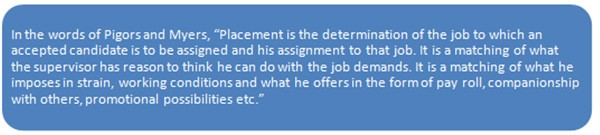 In the words of Pigors and Myers, “Placement is the determination of the job to which an
accepted candidate is to be assigned and his assignment to that job. It is a matching of what
the supervisor has reason to think he can do with the job demands. It is a matching of what he
imposes in strain, working conditions and what he offers in the form of pay roll, companionship
with others, promotional possibilities etc.”